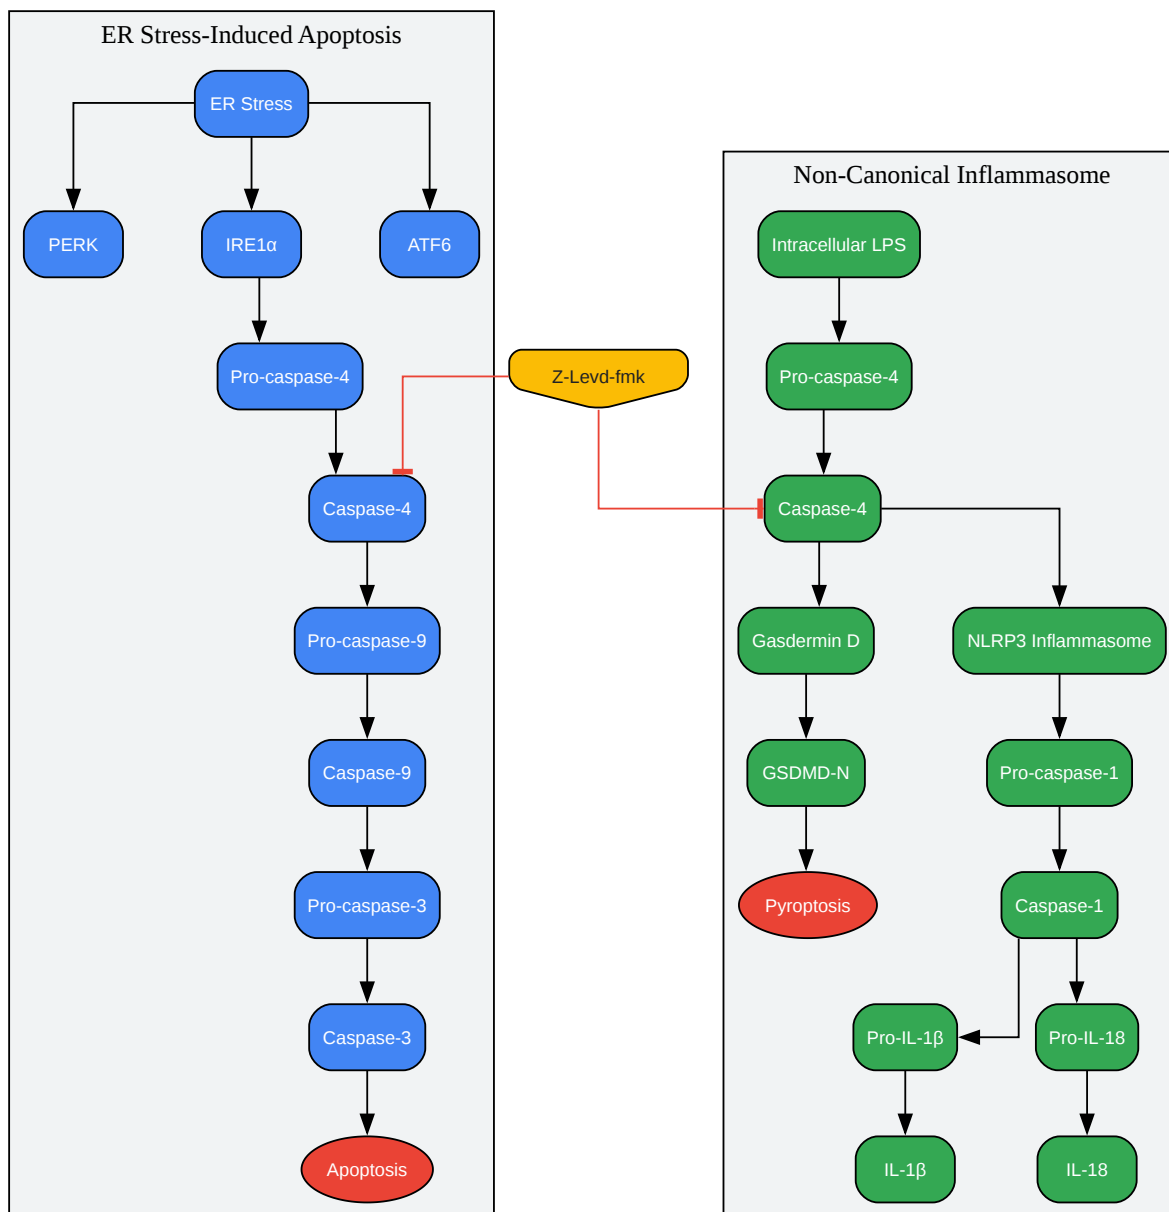 ER Stress-Induced Apoptosis
ER Stress
PERK
IRE1α
ATF6
Pro-caspase-4
Caspase-4
Pro-caspase-9
Caspase-9
Pro-caspase-3
Caspase-3
Apoptosis
Z-Levd-fmk
Non-Canonical Inflammasome
Intracellular LPS
Pro-caspase-4
Caspase-4
Gasdermin D
NLRP3 Inflammasome
GSDMD-N
Pro-caspase-1
Pyroptosis
Caspase-1
Pro-IL-1β
Pro-IL-18
IL-1β
IL-18